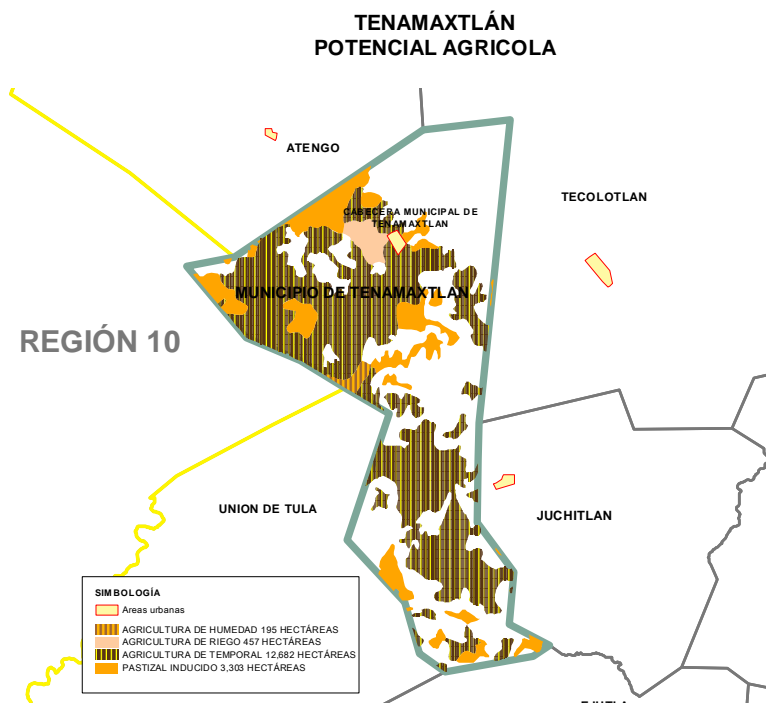 TENAMAXTLÁN
POTENCIAL AGRICOLA
ATENGO
TECOLOTLAN
CABECERA MUNICIPAL DE
TENAMAXTLAN
MUNICIPIO DE TENAMAXTLAN
REGIÓN 10
UNION DE TULA
JUCHITLAN
SIMBOLOGÍA
Areas urbanas
AGRICULTURA DE HUMEDAD 195 HECTÁREAS
AGRICULTURA DE RIEGO 457 HECTÁREAS
AGRICULTURA DE TEMPORAL 12,682 HECTÁREAS
PASTIZAL INDUCIDO 3,303 HECTÁREAS